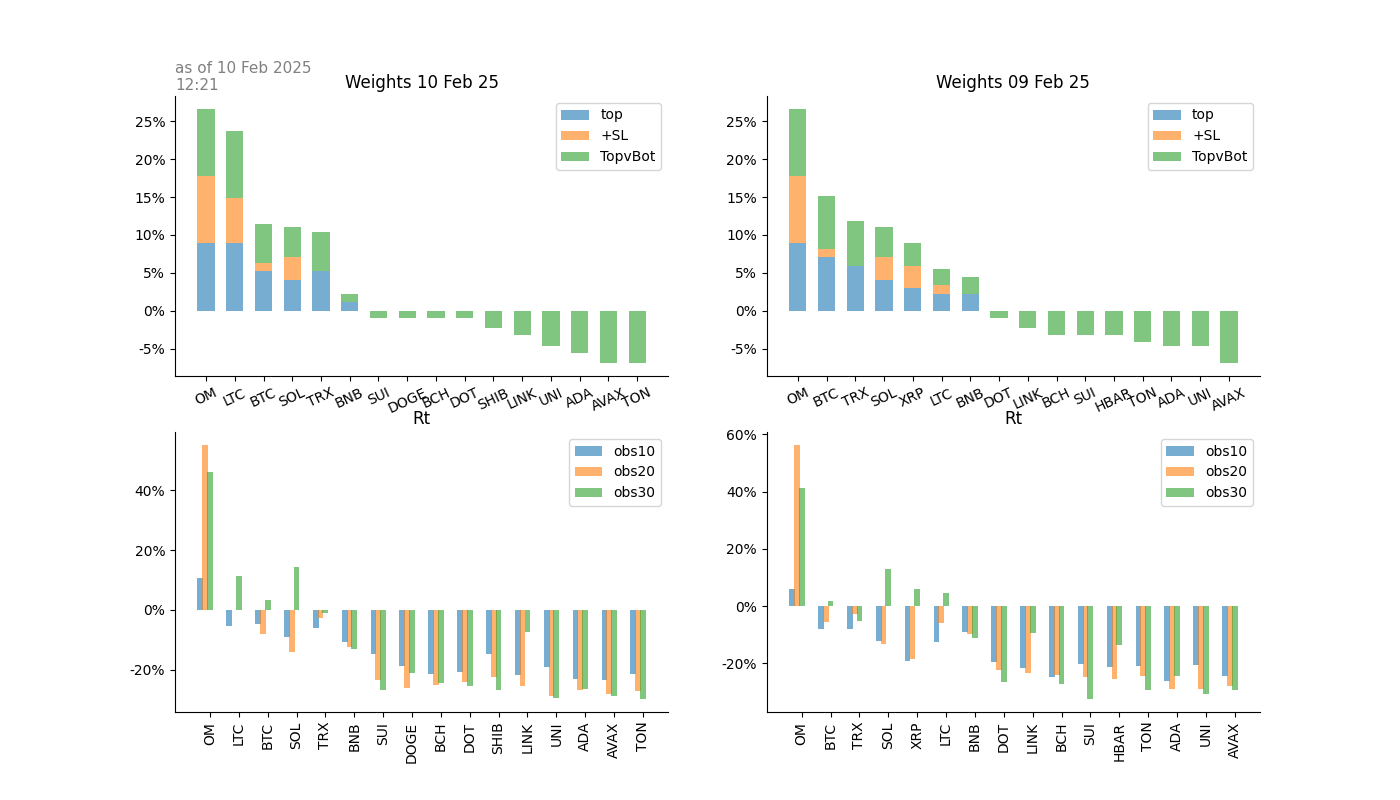 as of 10 Feb 2025
12:21
Weights 10 Feb 25
25%
20%
15%
10%
5%
0%
-5%
top
+SL
TopvBot
OM LTC BTC SOL TRX BNB SUI DOGE BCH DOT SHIB LINK UNI ADA AVAX TON
Weights 09 Feb 25
25%
20%
15%
10%
5%
0%
-5%
top
+SL
TopvBot
OM BTC TRX SOL XRP LTC BNB DOT LINK BCH SUI HBAR TON ADA UNI AVAX
Rt
40%
20%
0%
-20%
obs10
obs20
obs30
OM LTC BTC SOL TRX BNB SUI DOGE BCH DOT SHIB LINK UNI ADA AVAX TON
Rt
60%
40%
20%
0%
-20%
obs10
obs20
obs30
OM BTC TRX SOL XRP LTC BNB DOT LINK BCH SUI HBAR TON ADA UNI AVAX